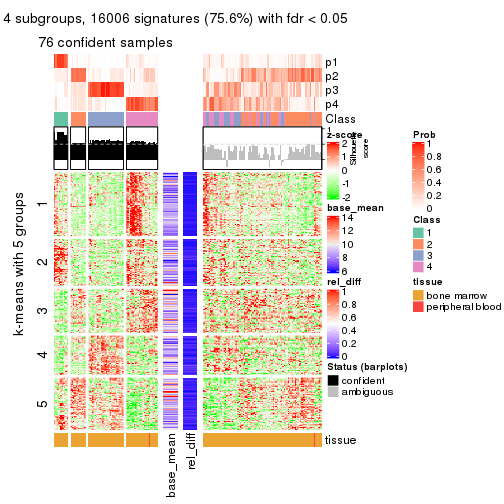 4 subgroups, 16006 signatures (75.6%) with fdr < 0.05
76 confident samples
p1
p2
p3
p4
Class
1
Silhouette
score
k-means with 5 groups
1
2
3
4
5
tissue
base_mean
rel_diff
z-score
2
1
0
-1
-2
base_mean
14
12
10
8
6
rel_diff
1
0.8
0.6
0.4
0.2
0
Status (barplots)
confident
ambiguous
Prob
1
0.8
0.6
0.4
0.2
0
Class
1
2
3
4
tissue
bone marrow
peripheral blood